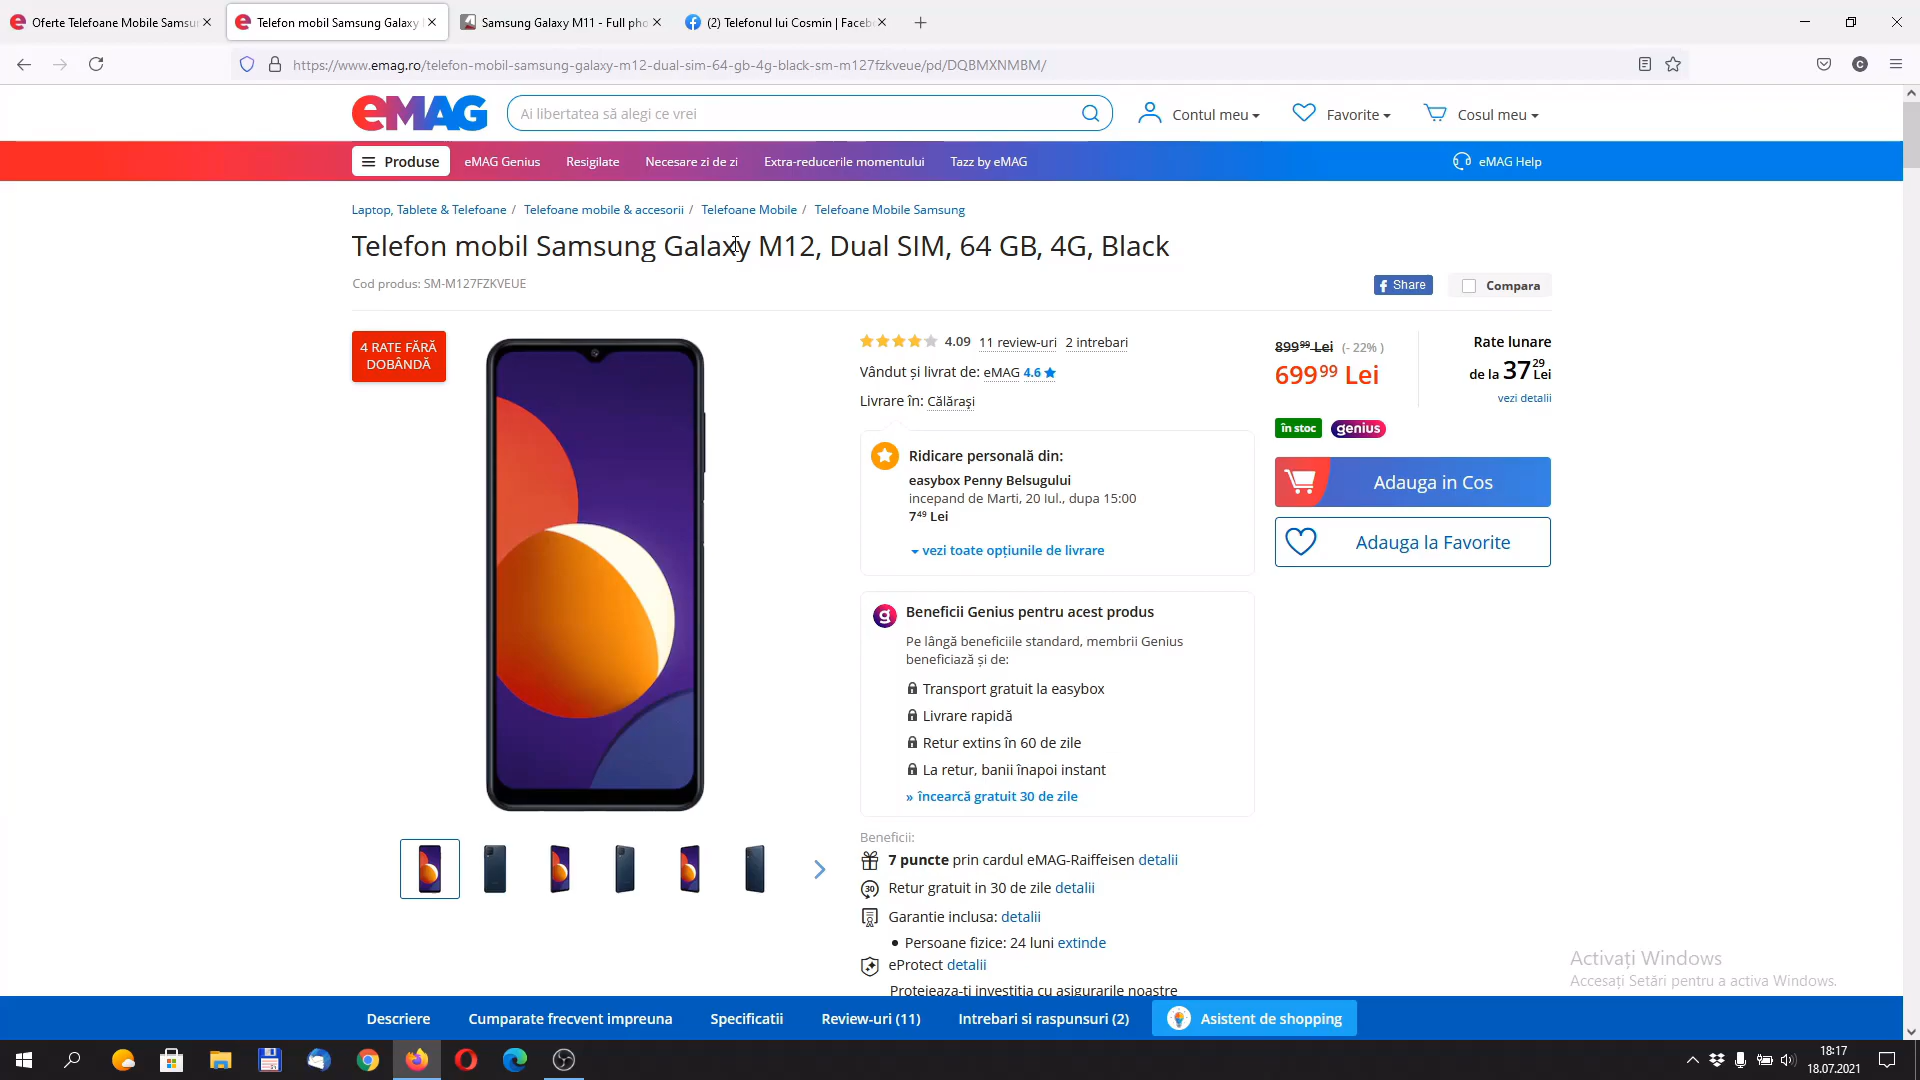 Oferte Telefoane Mobile Samsu
Telefon mobil Samsung Galaxy
Samsung Galaxy M11 - Full pho
(2) Telefonul lui Cosmin | Faceb
https://www.emag.ro/telefon-mobil-samsung-galaxy-m12-dual-sim-64-gb-4g-black-sm-m127fzkveue/pd/DQBMXNMBM/
C
eMAG
Ai libertatea să alegi ce vrei
Contul meu
Favorite
Cosul meu
Produse
eMAG Genius
Resigilate
Necesare zi de zi
Extra-reducerile momentului
Tazz by eMAG
eMAG Help
Laptop, Tablete & Telefoane / Telefoane mobile & accesorii / Telefoane Mobile / Telefoane Mobile Samsung
Telefon mobil Samsung Galaxy M12, Dual SIM, 64 GB, 4G, Black
Cod produs: SM-M127FZKVEUE
Share
Compara
4 RATE FĂRĂ
DOBÂNDĂ
4.09 11 review-uri 2 intrebari
Vândut și livrat de: eMAG 4.6
Livrare în: Călăraşi
899⁹⁹ Lei (- 22% )
699⁹⁹ Lei
Rate lunare
de la 37²⁹ Lei
vezi detalii
în stoc
genius
Adauga in Cos
Adauga la Favorite
Ridicare personală din:
easybox Penny Belsugului
incepand de Marti, 20 Iul., dupa 15:00
7⁴⁹ Lei
vezi toate opțiunile de livrare
g
Beneficii Genius pentru acest produs
Pe lângă beneficiile standard, membrii Genius
beneficiază și de:
Transport gratuit la easybox
Livrare rapidă
Retur extins în 60 de zile
La retur, banii înapoi instant
» încearcă gratuit 30 de zile
Beneficii:
7 puncte prin cardul eMAG-Raiffeisen detalii
30
Retur gratuit in 30 de zile detalii
Garantie inclusa: detalii
• Persoane fizice: 24 luni extinde
eProtect detalii
Protejeaza-ti investitia cu asigurarile noastre
Activați Windows
Accesați Setări pentru a activa Windows.
Descriere
Cumparate frecvent impreuna
Specificatii
Review-uri (11)
Intrebari si raspunsuri (2)
Asistent de shopping
18:17
18.07.2021